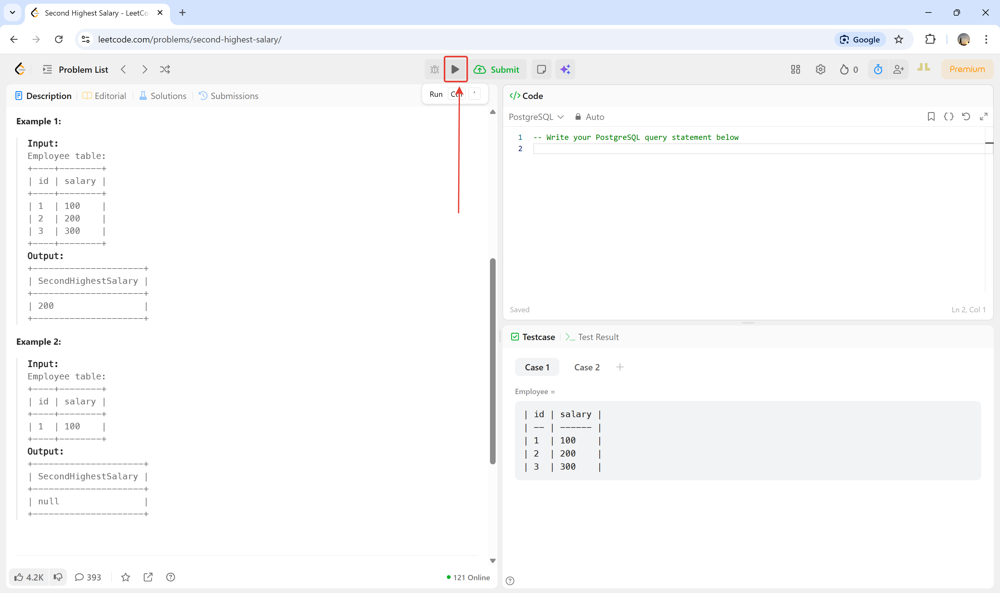 Second Highest Salary - LeetCo
leetcode.com/problems/second-highest-salary/
Google
Problem List
Submit
0
Premium
Description
Editorial
Solutions
Submissions
Run '
Example 1:
Input:
Employee table:
+----+--------+
| id | salary |
+----+--------+
| 1  | 100    |
| 2  | 200    |
| 3  | 300    |
+----+--------+
Output:
+---------------------+
| SecondHighestSalary |
+---------------------+
| 200                 |
+---------------------+
Example 2:
Input:
Employee table:
+----+--------+
| id | salary |
+----+--------+
| 1  | 100    |
+----+--------+
Output:
+---------------------+
| SecondHighestSalary |
+---------------------+
| null                |
+---------------------+
4.2K
393
121 Online
</> Code
PostgreSQL
Auto
1 -- Write your PostgreSQL query statement below
2
Saved
Ln 2, Col 1
Testcase
>_ Test Result
Case 1
Case 2
Employee =
| id | salary |
| -- | ------ |
| 1  | 100    |
| 2  | 200    |
| 3  | 300    |